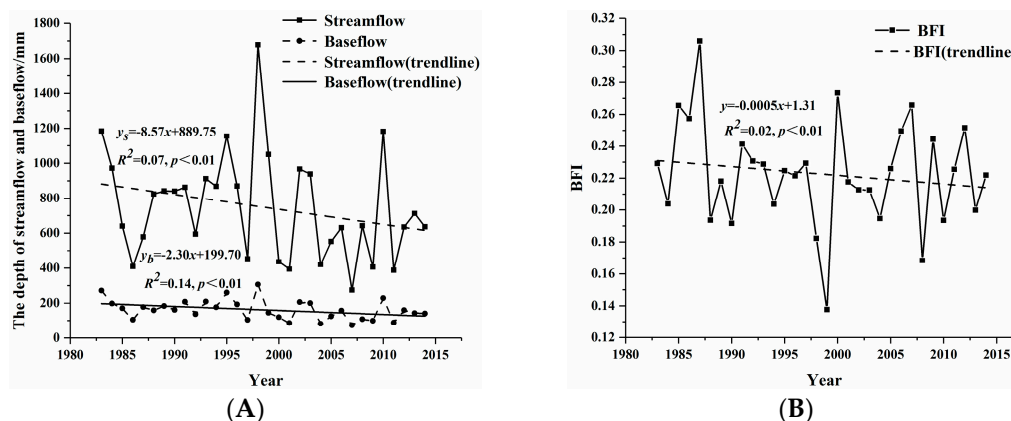 1800
1600
1400
1200
1000
800
600
400
200
0
The depth of streamflow and baseflow/mm
Streamflow
Baseflow
Streamflow(trendline)
Baseflow(trendline)
yₛ=-8.57x+889.75
R²=0.07, p<0.01
y_b=-2.30x+199.70
R²=0.14, p<0.01
1980 1985 1990 1995 2000 2005 2010 2015
Year
(A)
0.32
0.30
0.28
0.26
0.24
0.22
0.20
0.18
0.16
0.14
0.12
BFI
BFI
BFI(trendline)
y=-0.0005x+1.31
R²=0.02, p<0.01
1980 1985 1990 1995 2000 2005 2010 2015
Year
(B)